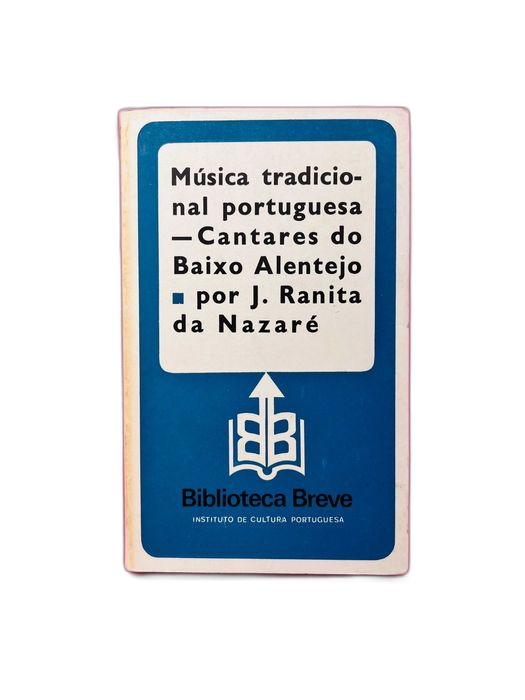 Música tradicio-
nal portuguesa
—Cantares do
Baixo Alentejo
■ por J. Ranita
da Nazaré
BB
Biblioteca Breve
INSTITUTO DE CULTURA PORTUGUESA